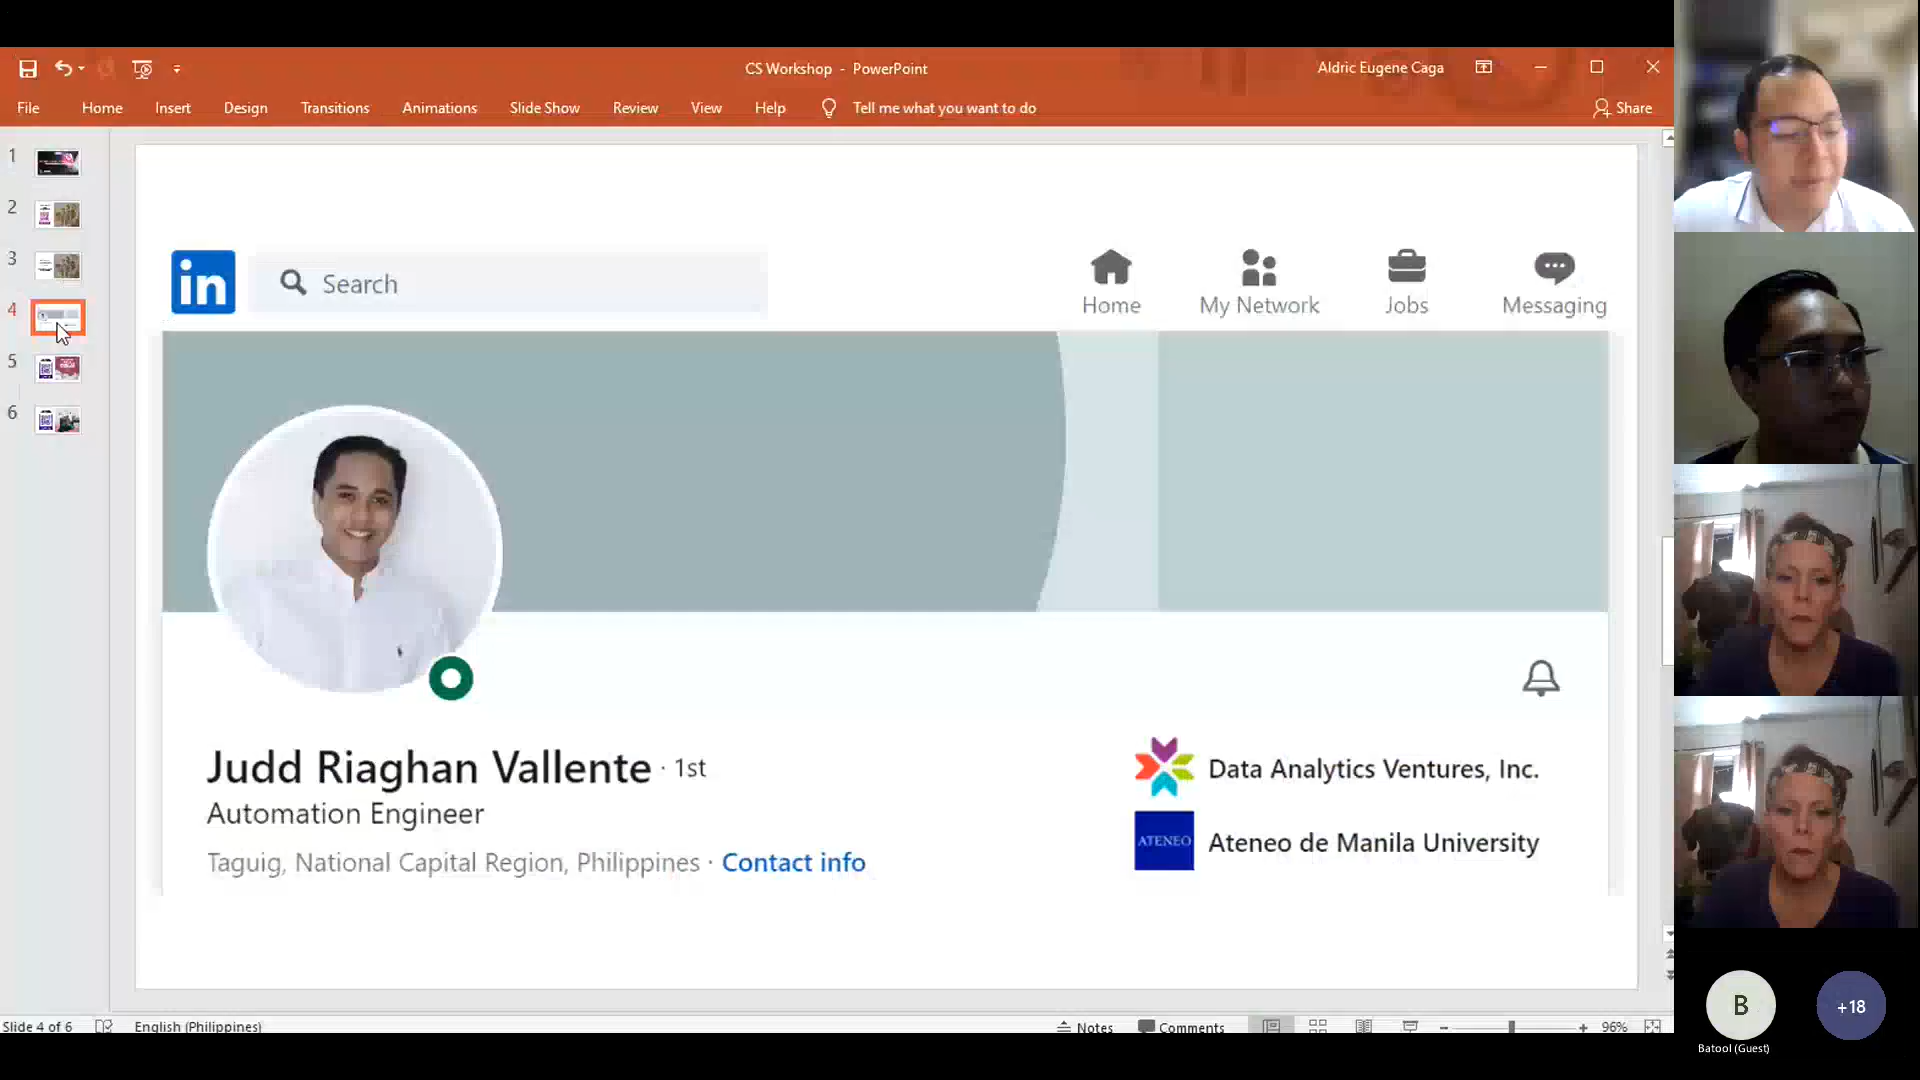 CS Workshop - PowerPoint
Aldric Eugene Caga
File Home Insert Design Transitions Animations Slide Show Review View Help Tell me what you want to do Share
1
2
3
4
5
6
in Search
Home My Network Jobs Messaging
Judd Riaghan Vallente · 1st
Automation Engineer
Taguig, National Capital Region, Philippines · Contact info
Data Analytics Ventures, Inc.
ATENEO Ateneo de Manila University
Slide 4 of 6 English (Philippines) Notes Comments 96%
B +18
Batool (Guest)